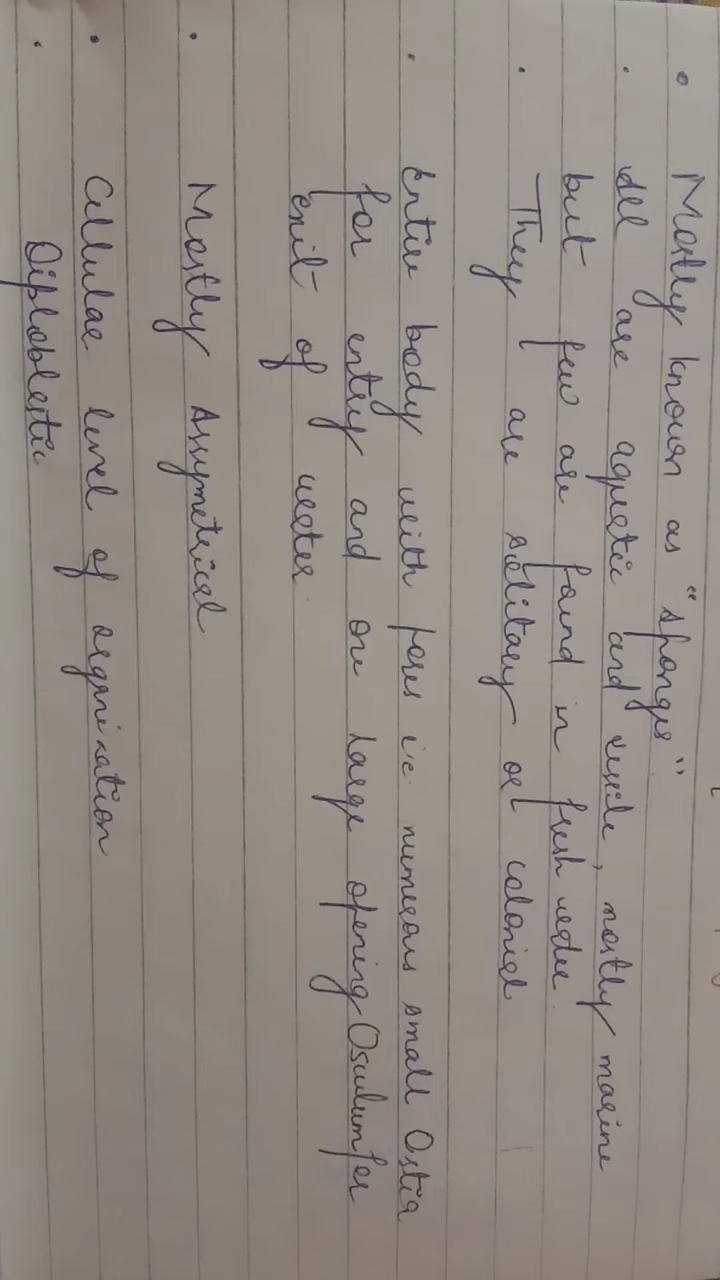 • Mostly known as "sponges"
• All are aquatic and sessile, mostly marine
but few are found in fresh water.
• They are solitary or colonial
• Entire body with pores i.e. numerous small Ostia
for entry and one large opening Osculum for
exit of water.
• Mostly Assymetrical
• Cellular level of organization
• Diploblastic